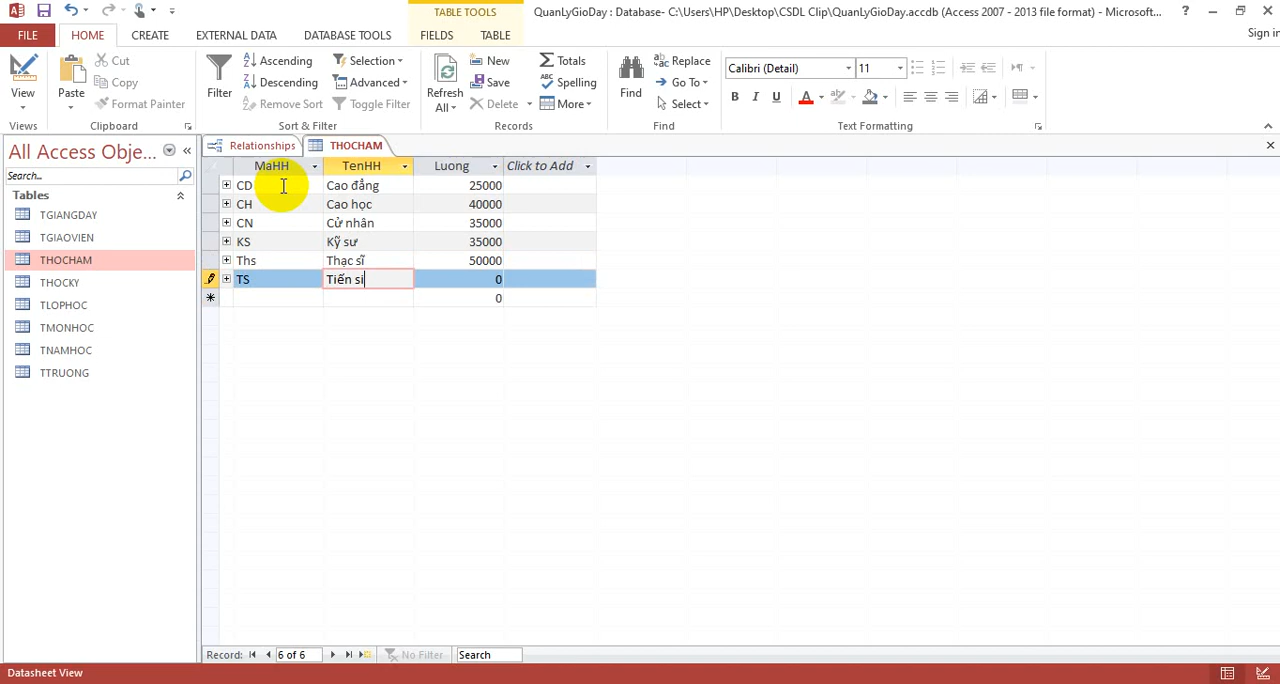 TABLE TOOLS
QuanLyGioDay : Database- C:\Users\HP\Desktop\CSDL Clip\QuanLyGioDay.accdb (Access 2007 - 2013 file format) - Microsoft...
FILE HOME CREATE EXTERNAL DATA DATABASE TOOLS FIELDS TABLE Sign in
View Paste Cut Copy Format Painter
Filter Ascending Descending Remove Sort Selection Advanced Toggle Filter
Refresh All New Save Delete Totals Spelling More
Find Replace Go To Select
Calibri (Detail) 11
B I U A
Views Clipboard Sort & Filter Records Find Text Formatting
All Access Obje...
Search...
Tables
TGIANGDAY
TGIAOVIEN
THOCHAM
THOCKY
TLOPHOC
TMONHOC
TNAMHOC
TTRUONG
Relationships THOCHAM
MaHH TenHH Luong Click to Add
CD Cao đẳng 25000
CH Cao học 40000
CN Cử nhân 35000
KS Kỹ sư 35000
Ths Thạc sĩ 50000
TS Tiến si 0
0
Record: 6 of 6 No Filter Search
Datasheet View